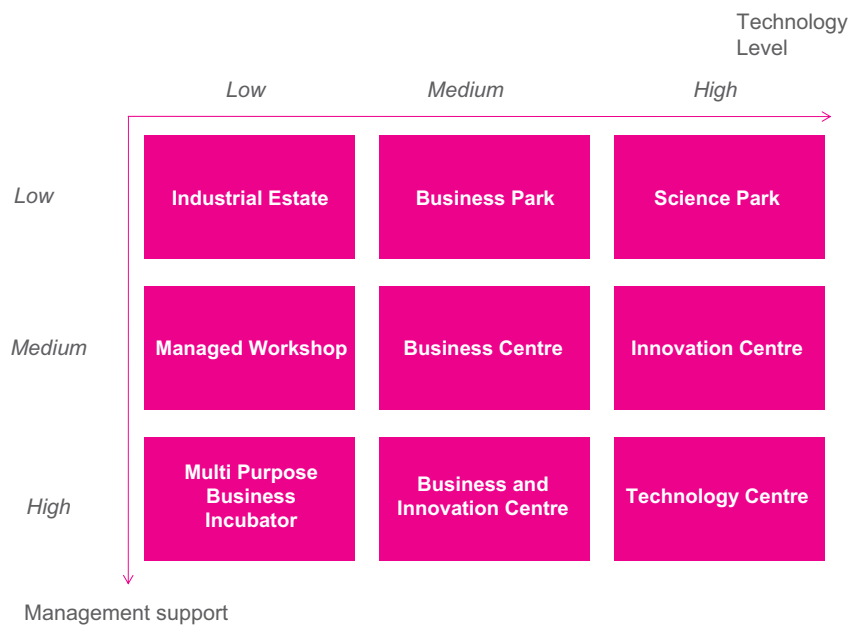 Technology
Level
Low
Medium
High
Low
Industrial Estate
Business Park
Science Park
Medium
Managed Workshop
Business Centre
Innovation Centre
High
Multi Purpose
Business
Incubator
Business and
Innovation Centre
Technology Centre
Management support